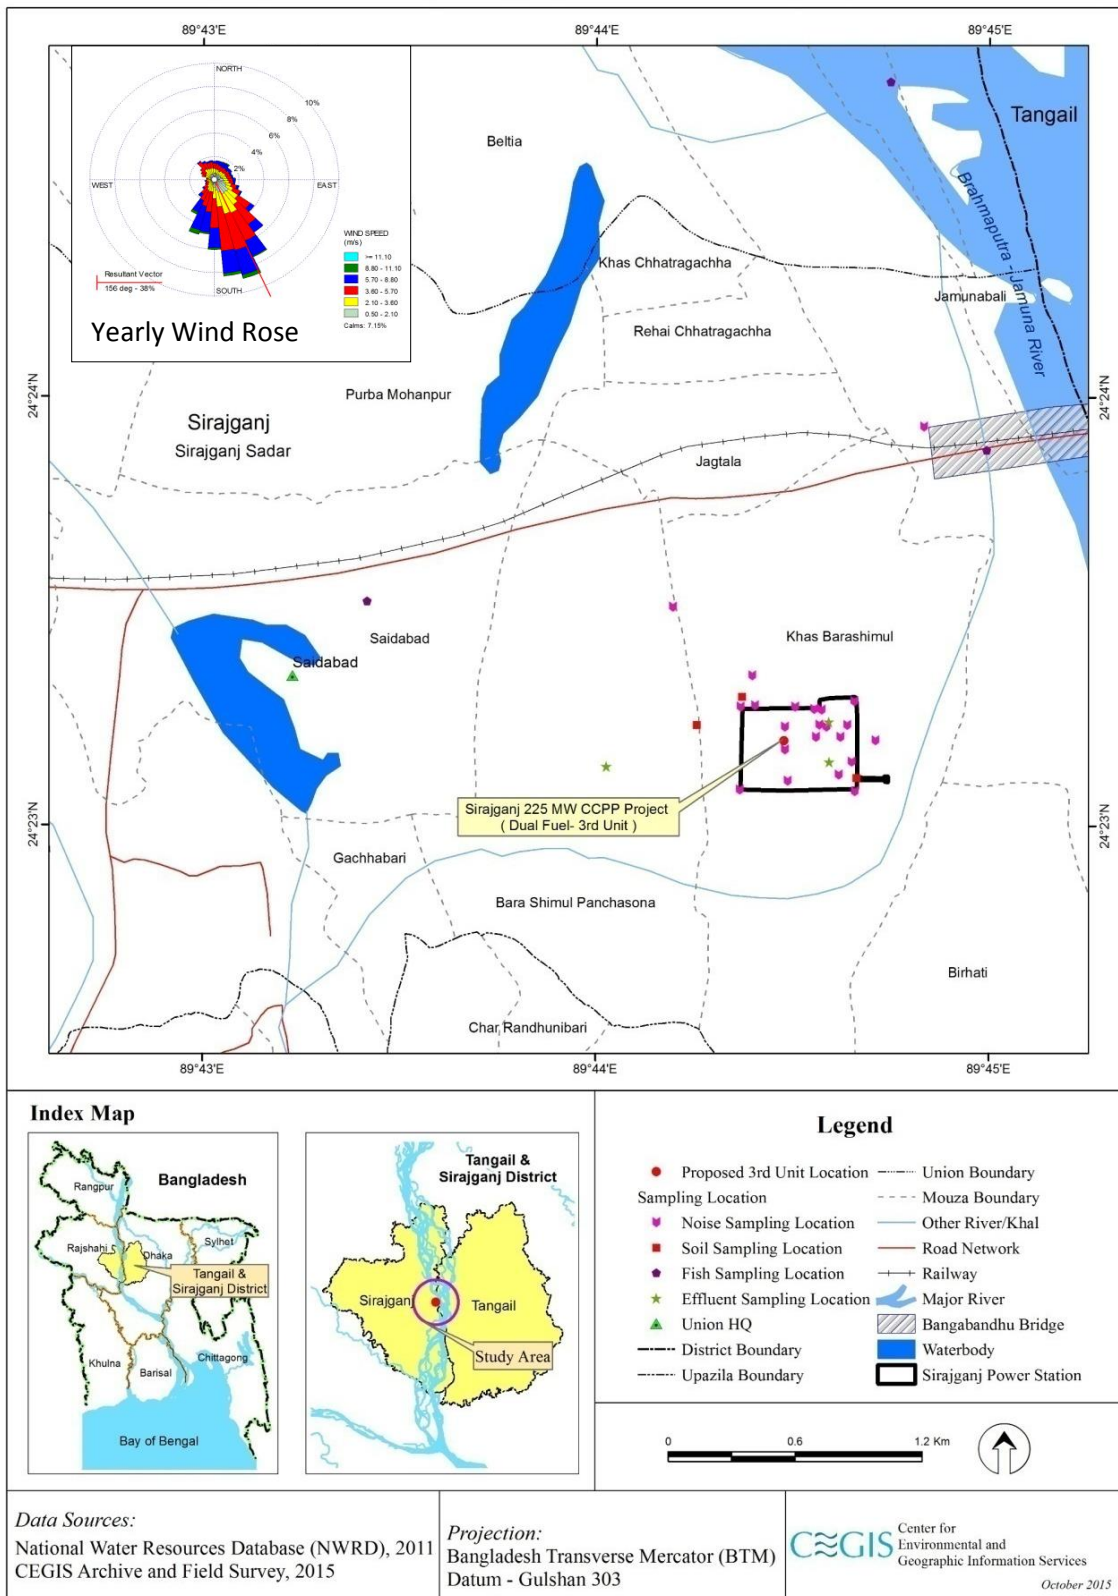 89°43'E
89°44'E
89°45'E
NORTH
10%
8%
6%
4%
2%
WEST
EAST
WIND SPEED
(m/s)
>= 11.10
8.80 - 11.10
5.70 - 8.80
3.60 - 5.70
2.10 - 3.60
0.50 - 2.10
Calms: 7.15%
Resultant Vector
156 deg - 38%
SOUTH
Yearly Wind Rose
Beltia
Tangail
Brahmaputra - Jamuna River
Khas Chhatragachha
Jamunabali
Rehai Chhatragachha
24°24'N
24°24'N
Purba Mohanpur
Sirajganj
Sirajganj Sadar
Jagtala
Saidabad
Khas Barashimul
Saidabad
Sirajganj 225 MW CCPP Project
( Dual Fuel- 3rd Unit )
24°23'N
24°23'N
Gachhabari
Bara Shimul Panchasona
Birhati
Char Randhunibari
89°43'E
89°44'E
89°45'E
Index Map
Bangladesh
Rangpur
Rajshahi
Dhaka
Sylhet
Tangail &
Sirajganj District
Khulna
Barisal
Chittagong
Bay of Bengal
Tangail &
Sirajganj District
Sirajganj
Tangail
Study Area
Legend
Proposed 3rd Unit Location
Sampling Location
Noise Sampling Location
Soil Sampling Location
Fish Sampling Location
Effluent Sampling Location
Union HQ
District Boundary
Upazila Boundary
Union Boundary
Mouza Boundary
Other River/Khal
Road Network
Railway
Major River
Bangabandhu Bridge
Waterbody
Sirajganj Power Station
0 0.6 1.2 Km
Data Sources:
National Water Resources Database (NWRD), 2011
CEGIS Archive and Field Survey, 2015
Projection:
Bangladesh Transverse Mercator (BTM)
Datum - Gulshan 303
CEGIS
Center for
Environmental and
Geographic Information Services
October 2015